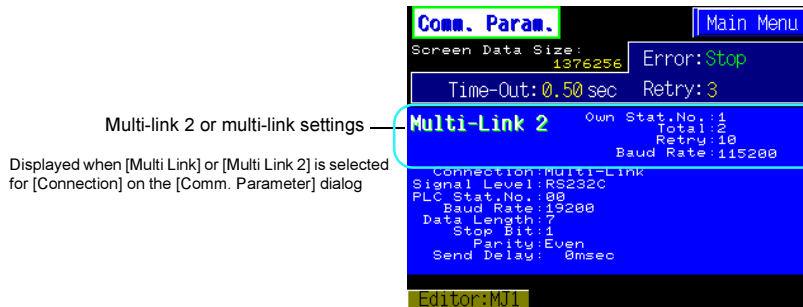 Comm. Param.
Main Menu
Screen Data Size:
1376256
Error:Stop
Time-Out:0.50 sec
Retry:3
Multi-link 2 or multi-link settings
Displayed when [Multi Link] or [Multi Link 2] is selected
for [Connection] on the [Comm. Parameter] dialog
Multi-Link 2
Own Stat.No.:1
Total:2
Retry:10
Baud Rate:115200
Connection:Multi-Link
Signal Level:RS232C
PLC Stat.No.:00
Baud Rate:19200
Data Length:7
Stop Bit:1
Parity:Even
Send Delay: 0msec
Editor:MJ1